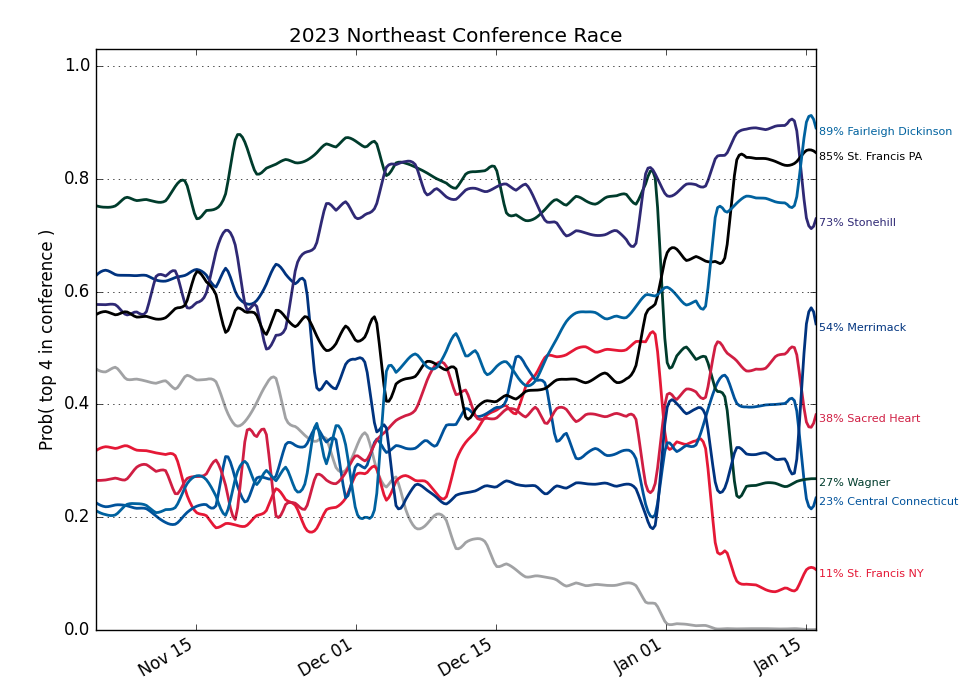 2023 Northeast Conference Race
Prob( top 4 in conference )
1.0
0.8
0.6
0.4
0.2
0.0
Nov 15
Dec 01
Dec 15
Jan 01
Jan 15
89% Fairleigh Dickinson
85% St. Francis PA
73% Stonehill
54% Merrimack
38% Sacred Heart
27% Wagner
23% Central Connecticut
11% St. Francis NY